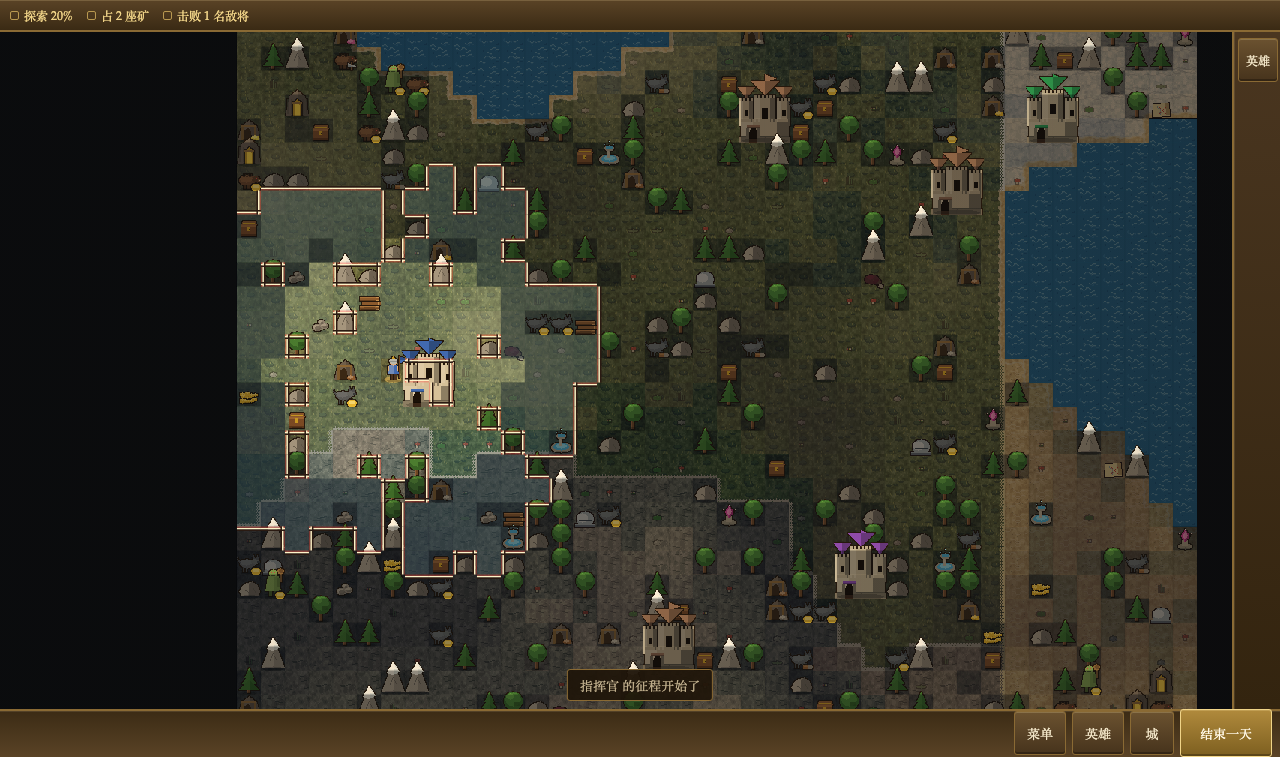 探索 20%
占 2 座矿
击败 1 名敌将
英雄
指挥官 的征程开始了
菜单
英雄
城
结束一天